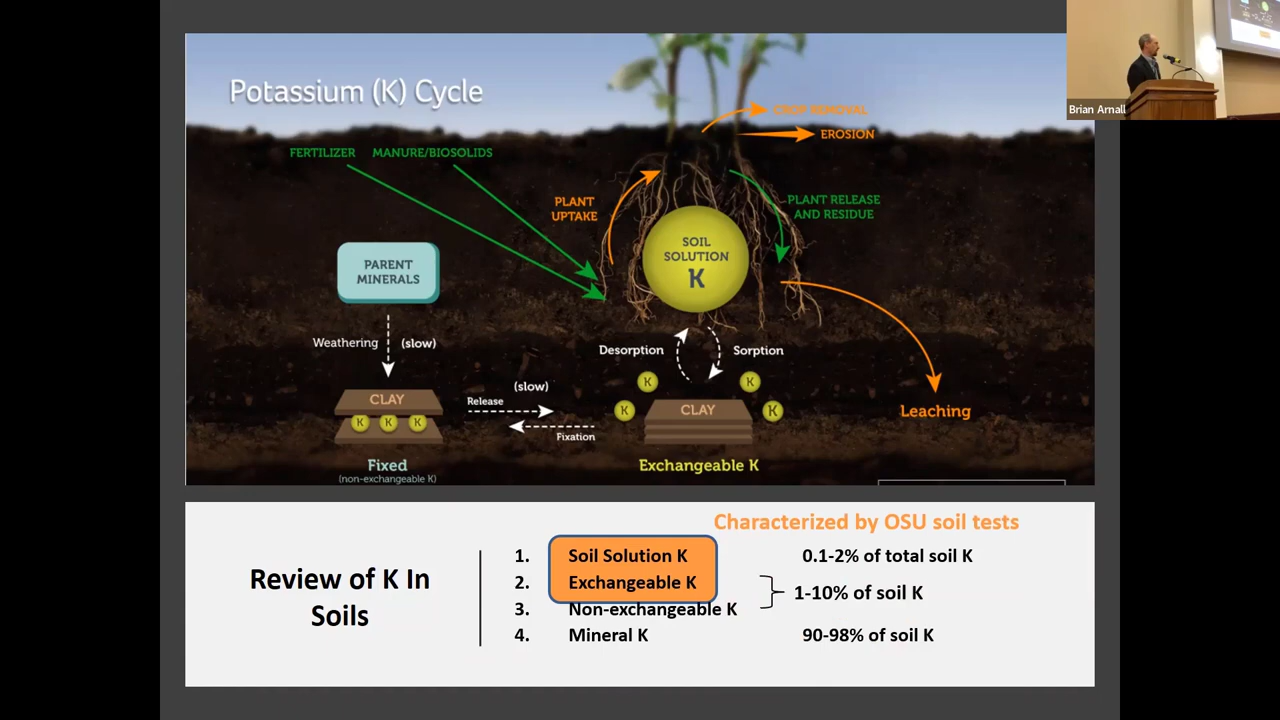 Potassium (K) Cycle
Brian Arnall
CROP REMOVAL
EROSION
FERTILIZER
MANURE/BIOSOLIDS
PLANT
UPTAKE
PLANT RELEASE
AND RESIDUE
SOIL
SOLUTION
K
PARENT
MINERALS
Weathering
(slow)
Desorption
Sorption
(slow)
Release
Fixation
CLAY
K K K
K K
K K
CLAY
Leaching
Fixed
(non-exchangeable K)
Exchangeable K
Characterized by OSU soil tests
Review of K In
Soils
1. Soil Solution K 0.1-2% of total soil K
2. Exchangeable K
1-10% of soil K
3. Non-exchangeable K
4. Mineral K 90-98% of soil K